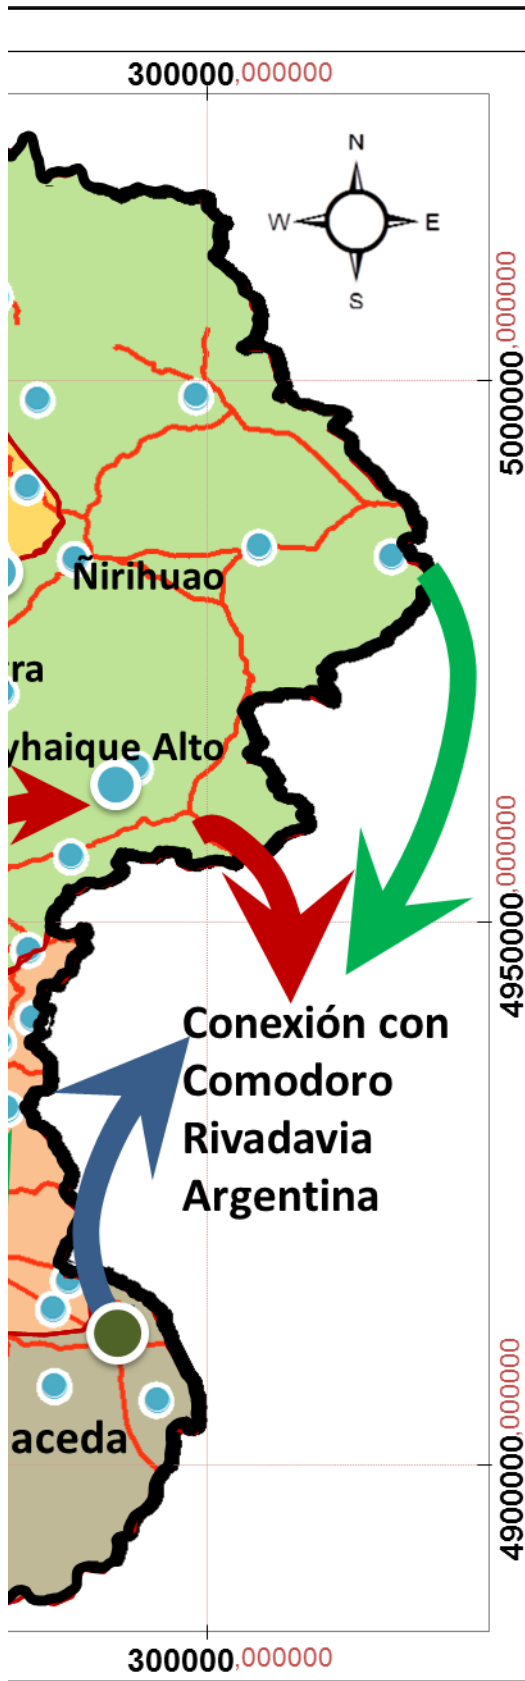 300000,000000
N
W
E
S
5000000,000000
Ñirihuao
ra
yhaique Alto
4950000,000000
Conexión con
Comodoro
Rivadavia
Argentina
aceda
4900000,000000
300000,000000